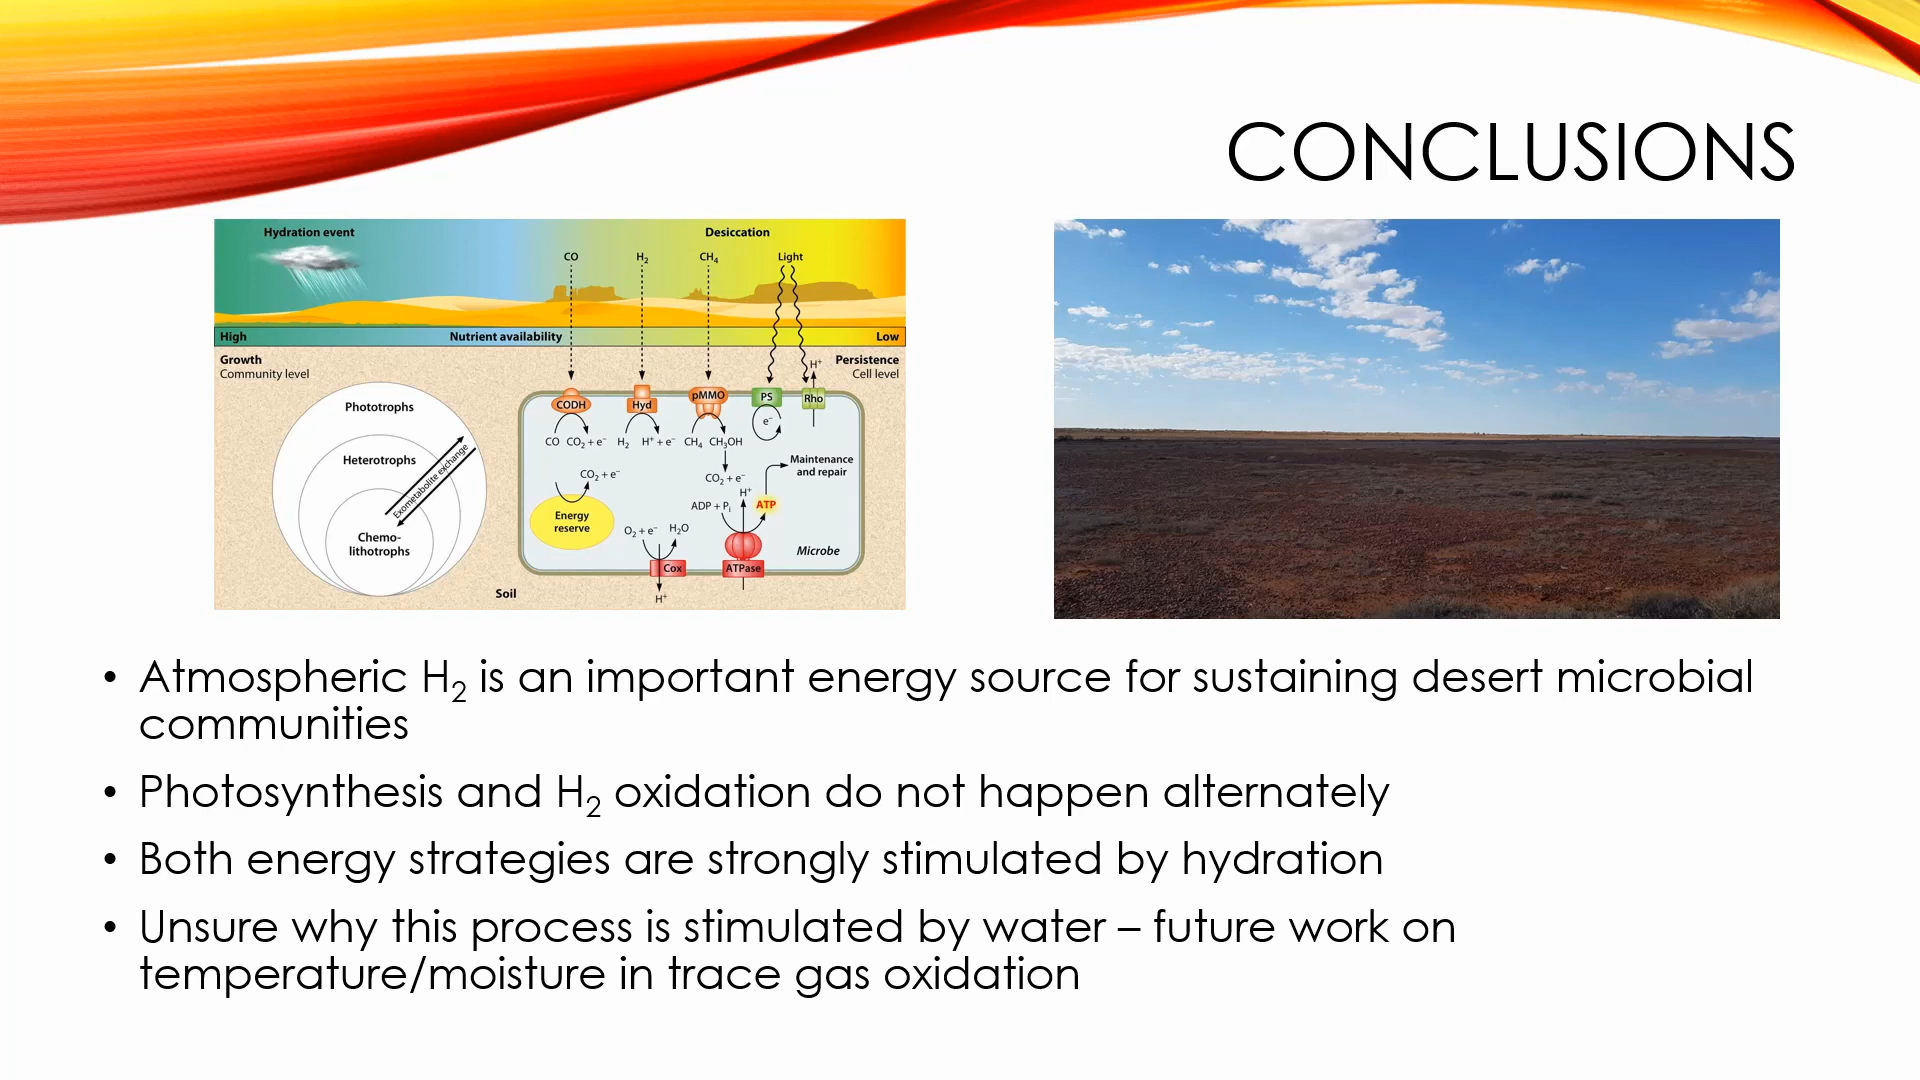 CONCLUSIONS
Hydration event
Desiccation
CO
H₂
CH₄
Light
High
Nutrient availability
Low
Growth
Community level
H⁺
Persistence
Cell level
Phototrophs
Heterotrophs
Exometabolite exchange
Chemo-
lithotrophs
CODH
Hyd
pMMO
PS
Rho
e⁻
CO CO₂ + e⁻
H₂ H⁺ + e⁻
CH₄ CH₃OH
Maintenance
and repair
CO₂ + e⁻
CO₂ + e⁻
H⁺
ADP + Pᵢ
ATP
Energy
reserve
O₂ + e⁻ H₂O
Microbe
Cox
ATPase
Soil
H⁺
• Atmospheric H₂ is an important energy source for sustaining desert microbial
communities
• Photosynthesis and H₂ oxidation do not happen alternately
• Both energy strategies are strongly stimulated by hydration
• Unsure why this process is stimulated by water – future work on
temperature/moisture in trace gas oxidation